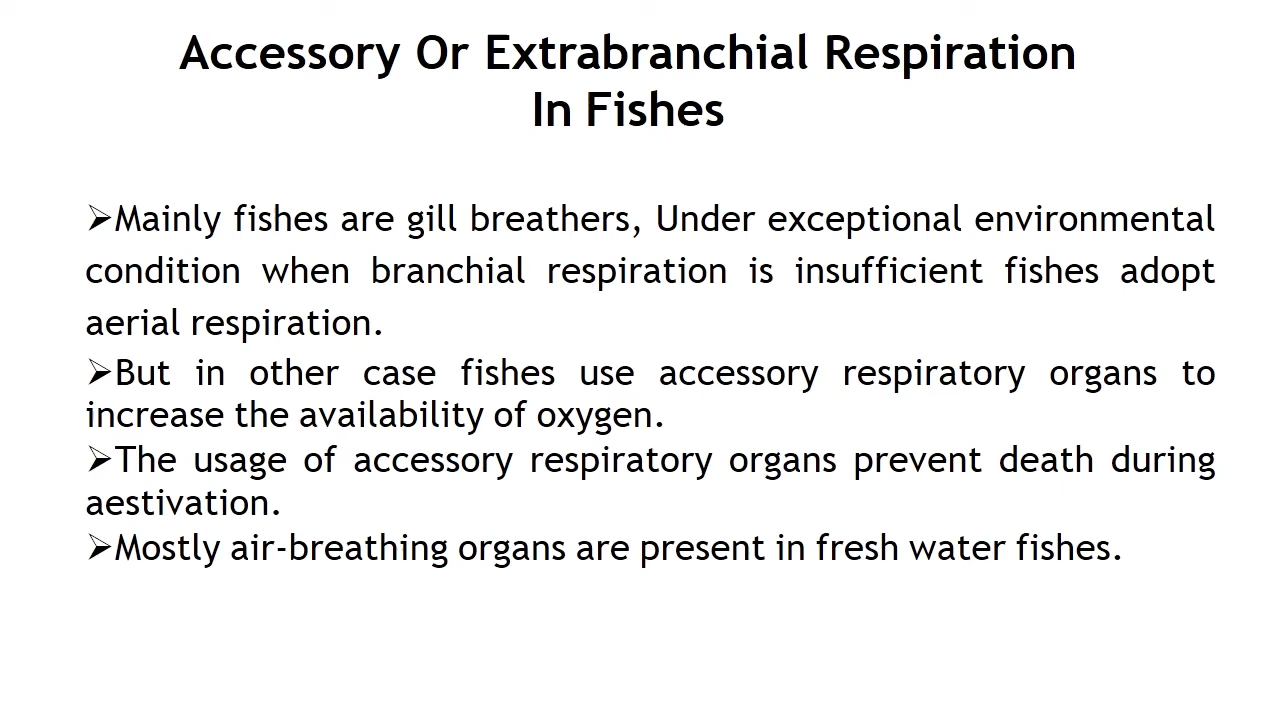 Accessory Or Extrabranchial Respiration
In Fishes
➢Mainly fishes are gill breathers, Under exceptional environmental
condition when branchial respiration is insufficient fishes adopt
aerial respiration.
➢But in other case fishes use accessory respiratory organs to
increase the availability of oxygen.
➢The usage of accessory respiratory organs prevent death during
aestivation.
➢Mostly air-breathing organs are present in fresh water fishes.